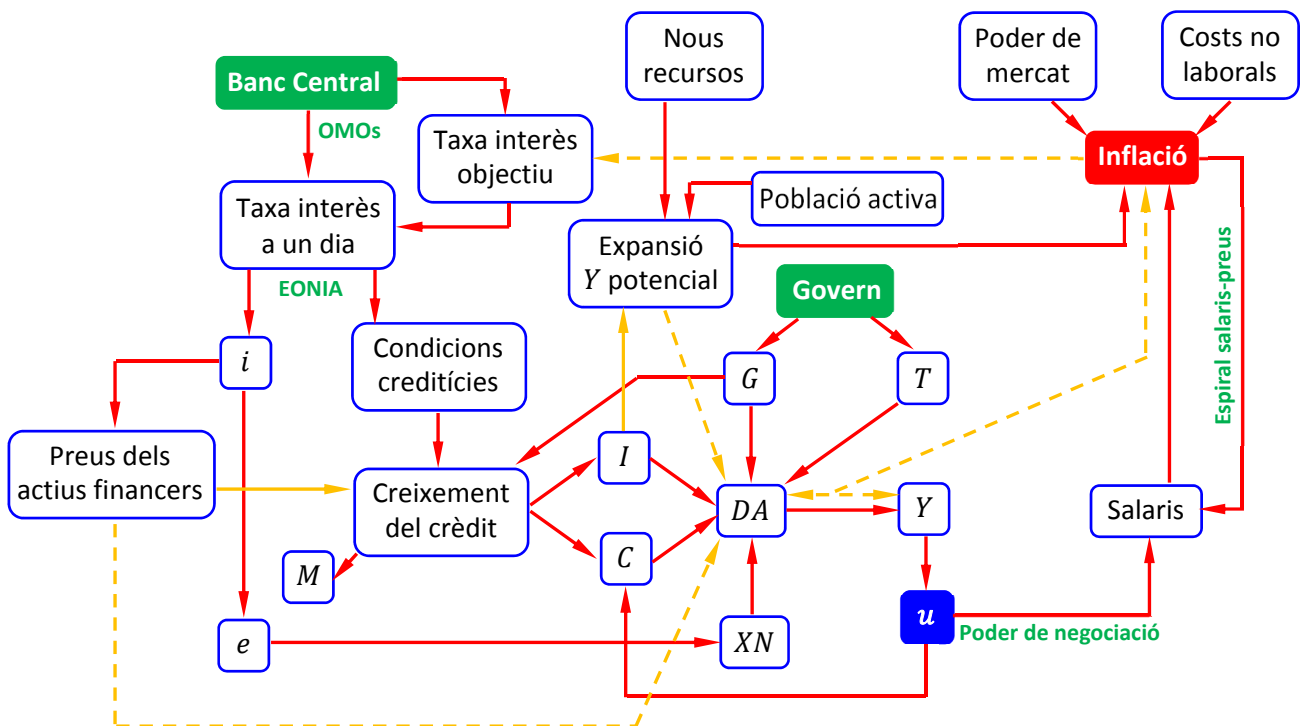 Nous
recursos
Poder de
mercat
Costs no
laborals
Banc Central
OMOs
Taxa interès
objectiu
Inflació
Taxa interès
a un dia
Població activa
Expansió
Y potencial
EONIA
Govern
Espiral salaris-preus
i
Condicions
creditícies
G
T
Preus dels
actius financers
I
Creixement
del crèdit
DA
Y
Salaris
C
M
u
Poder de negociació
e
XN